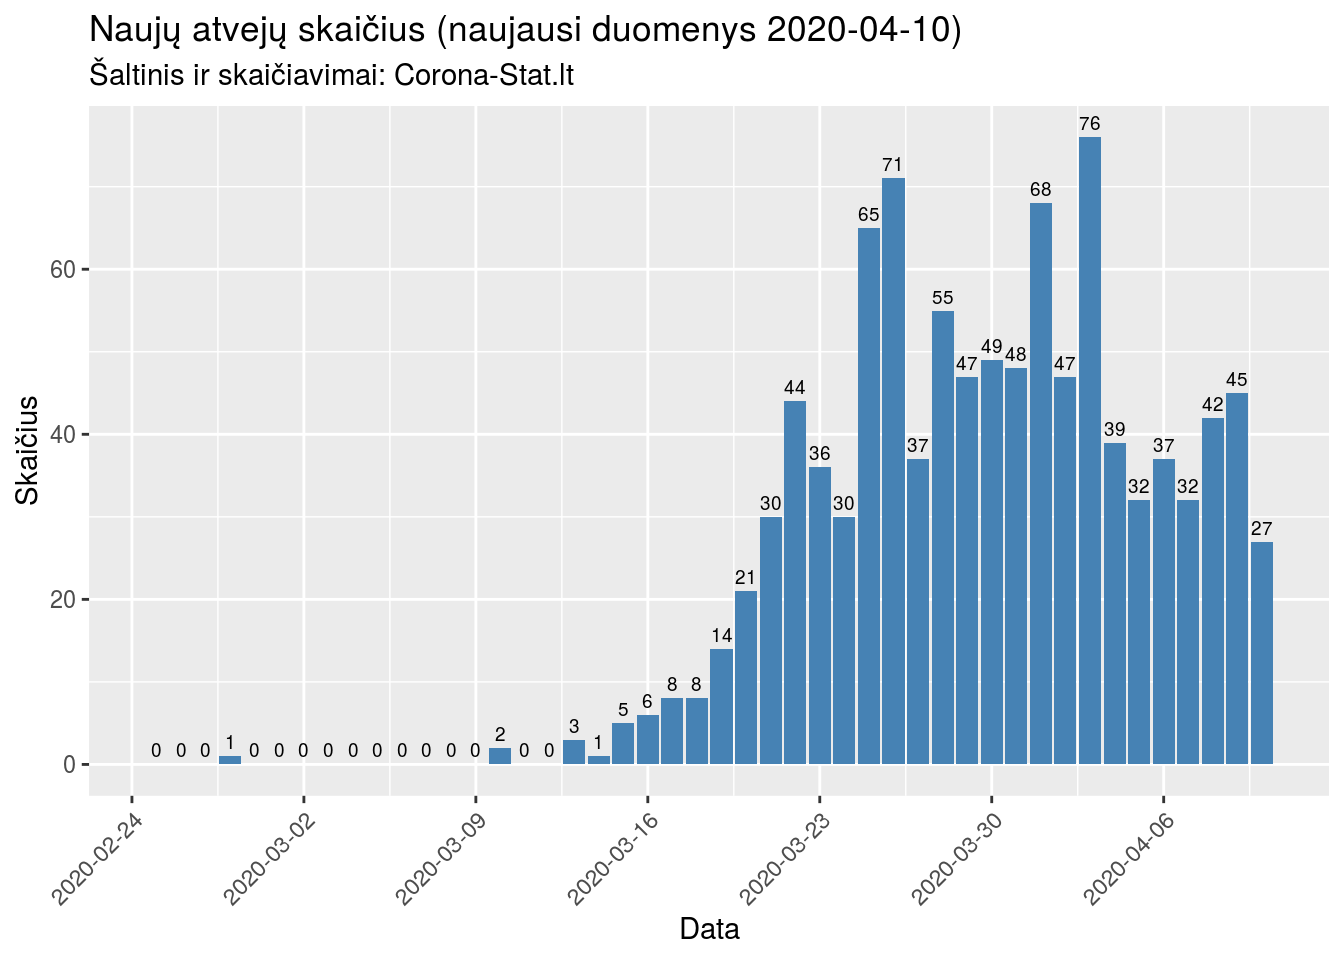 Naujų atvejų skaičius (naujausi duomenys 2020-04-10)
Šaltinis ir skaičiavimai: Corona-Stat.lt
Skaičius
60
40
20
0
0 0 0 1 0 0 0 0 0 0 0 0 0 0 2 0 0 3 1 5 6 8 8 14 21 30 44 36 30 65 71 37 55 47 49 48 68 47 76 39 32 37 32 42 45 27
2020-02-24 2020-03-02 2020-03-09 2020-03-16 2020-03-23 2020-03-30 2020-04-06
Data